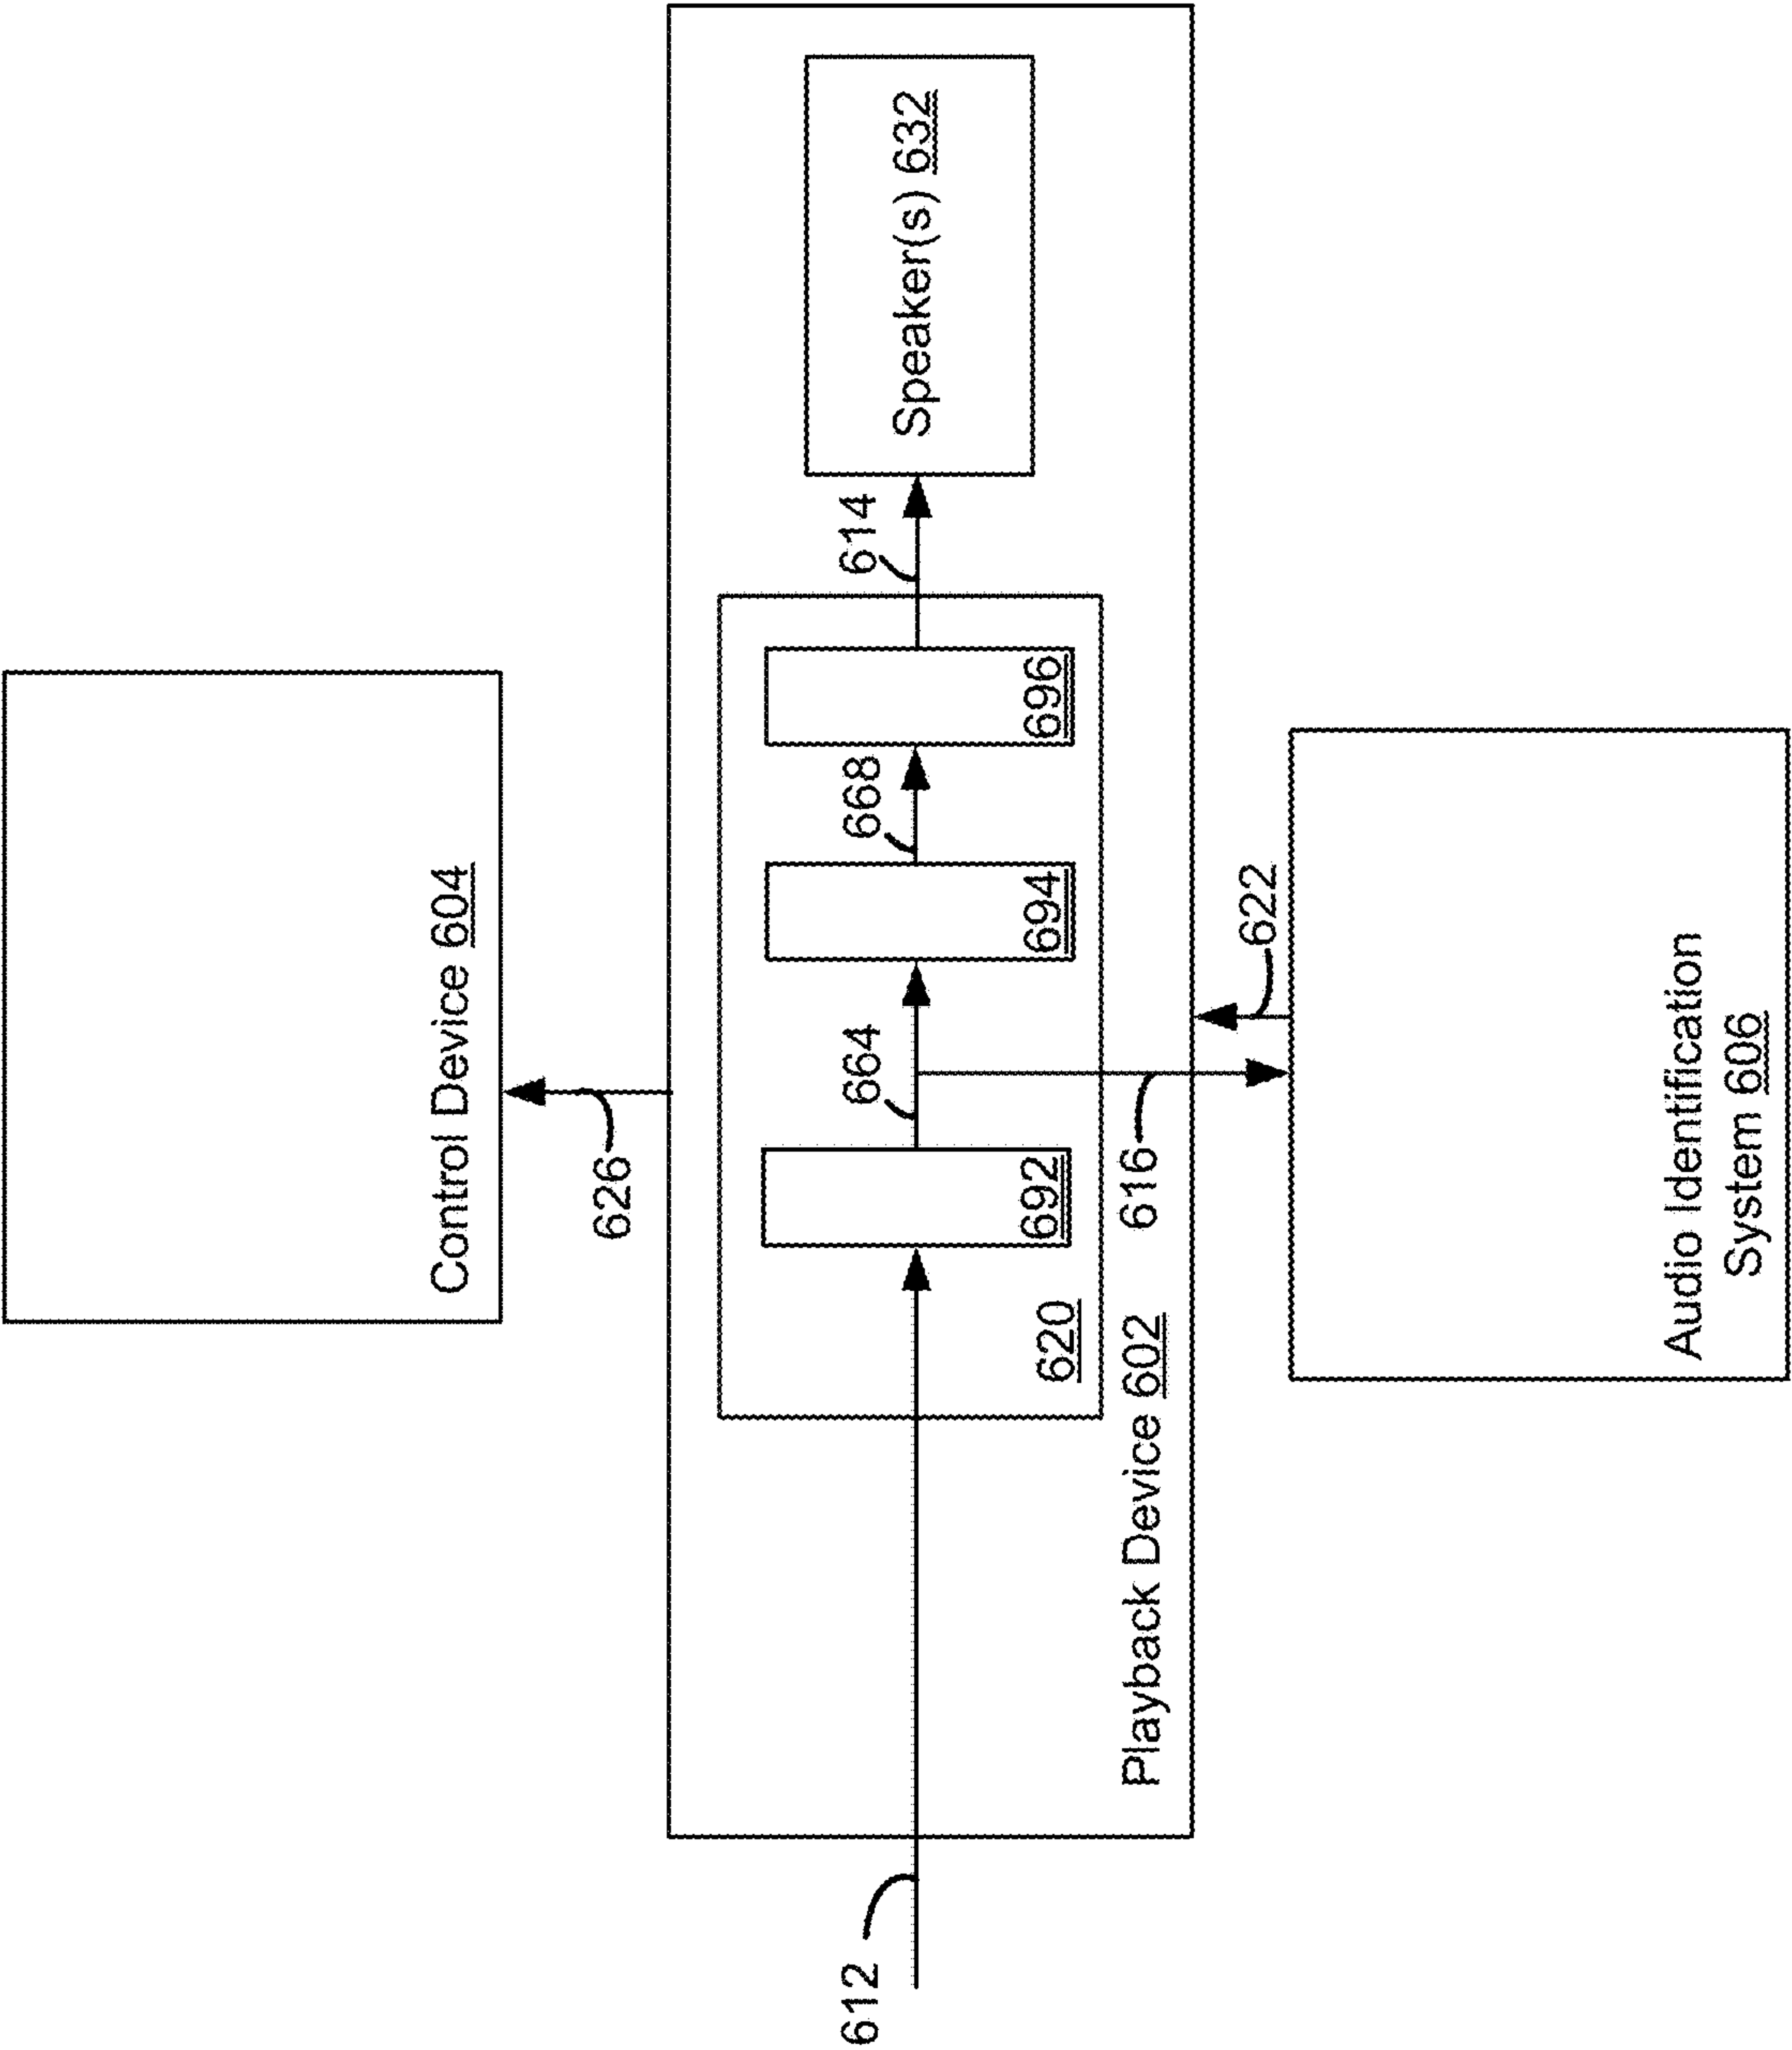 Control Device 604
626
612
Playback Device 602
620
692
664
694
668
696
614
Speaker(s) 632
616
622
Audio Identification
System 606